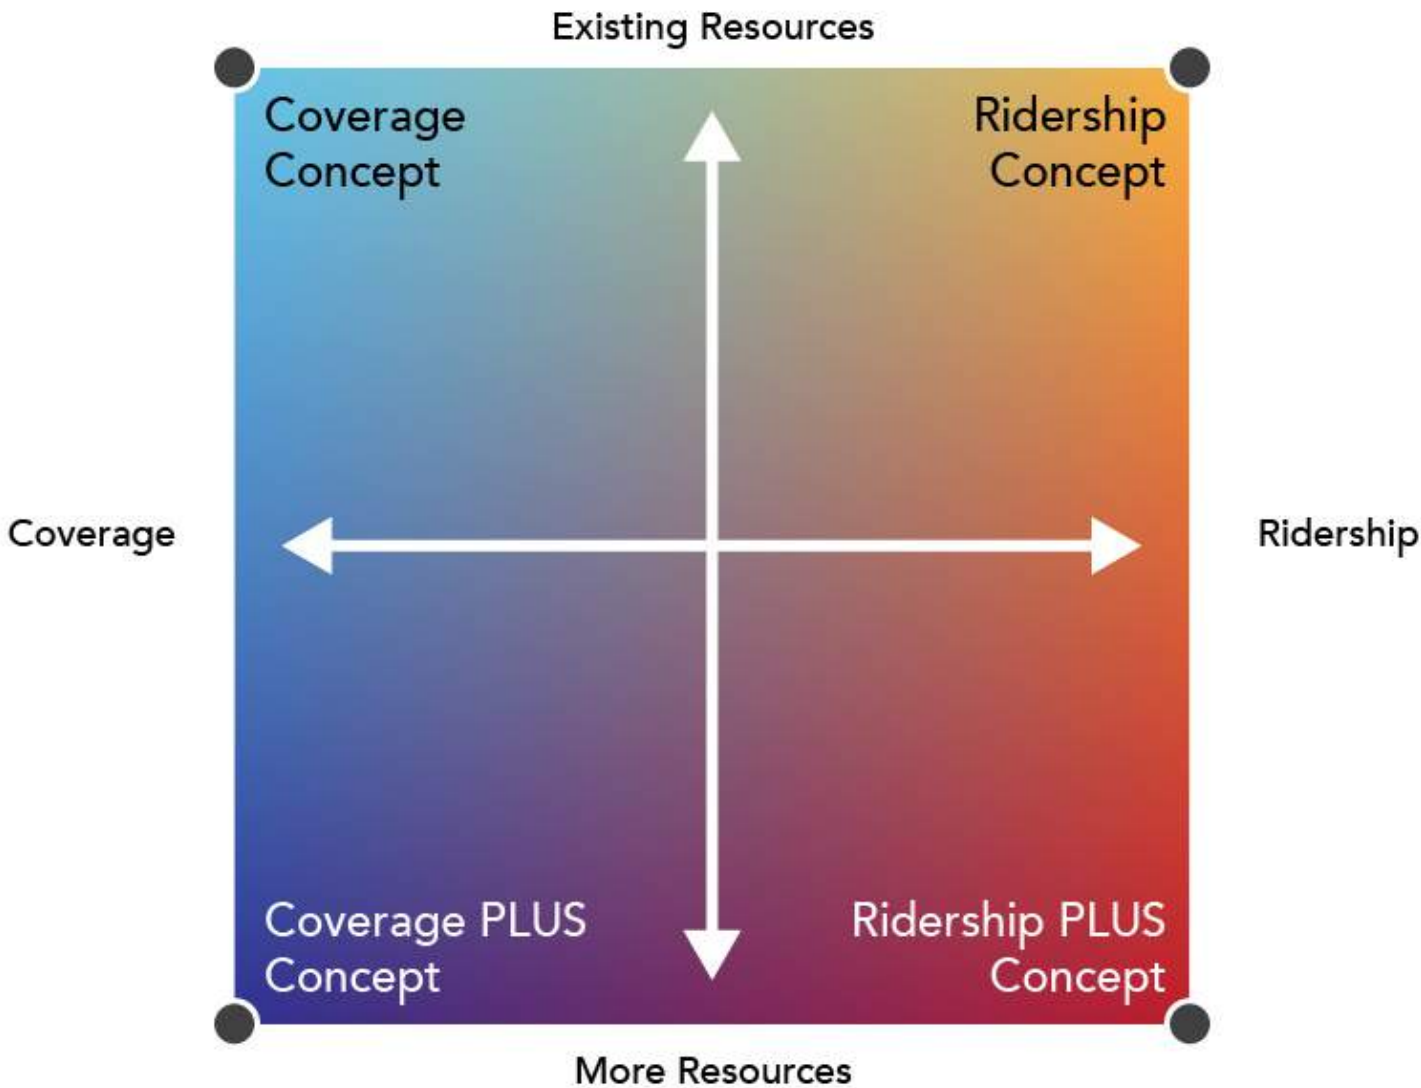 Existing Resources
Coverage
Concept
Ridership
Concept
Coverage
Ridership
Coverage PLUS
Concept
Ridership PLUS
Concept
More Resources